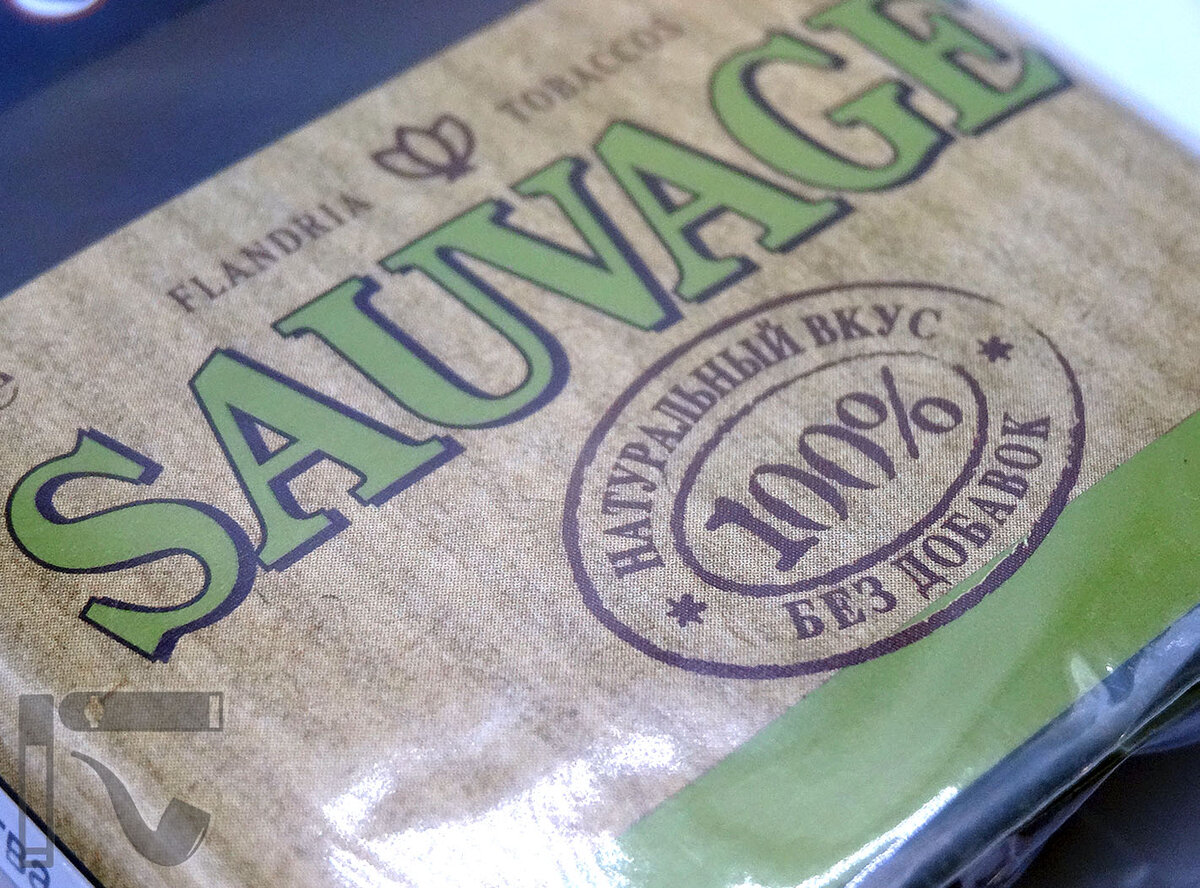 FLANDRIA TOBACCOS
SAUVAGE
НАТУРАЛЬНЫЙ ВКУС
100%
БЕЗ ДОБАВОК